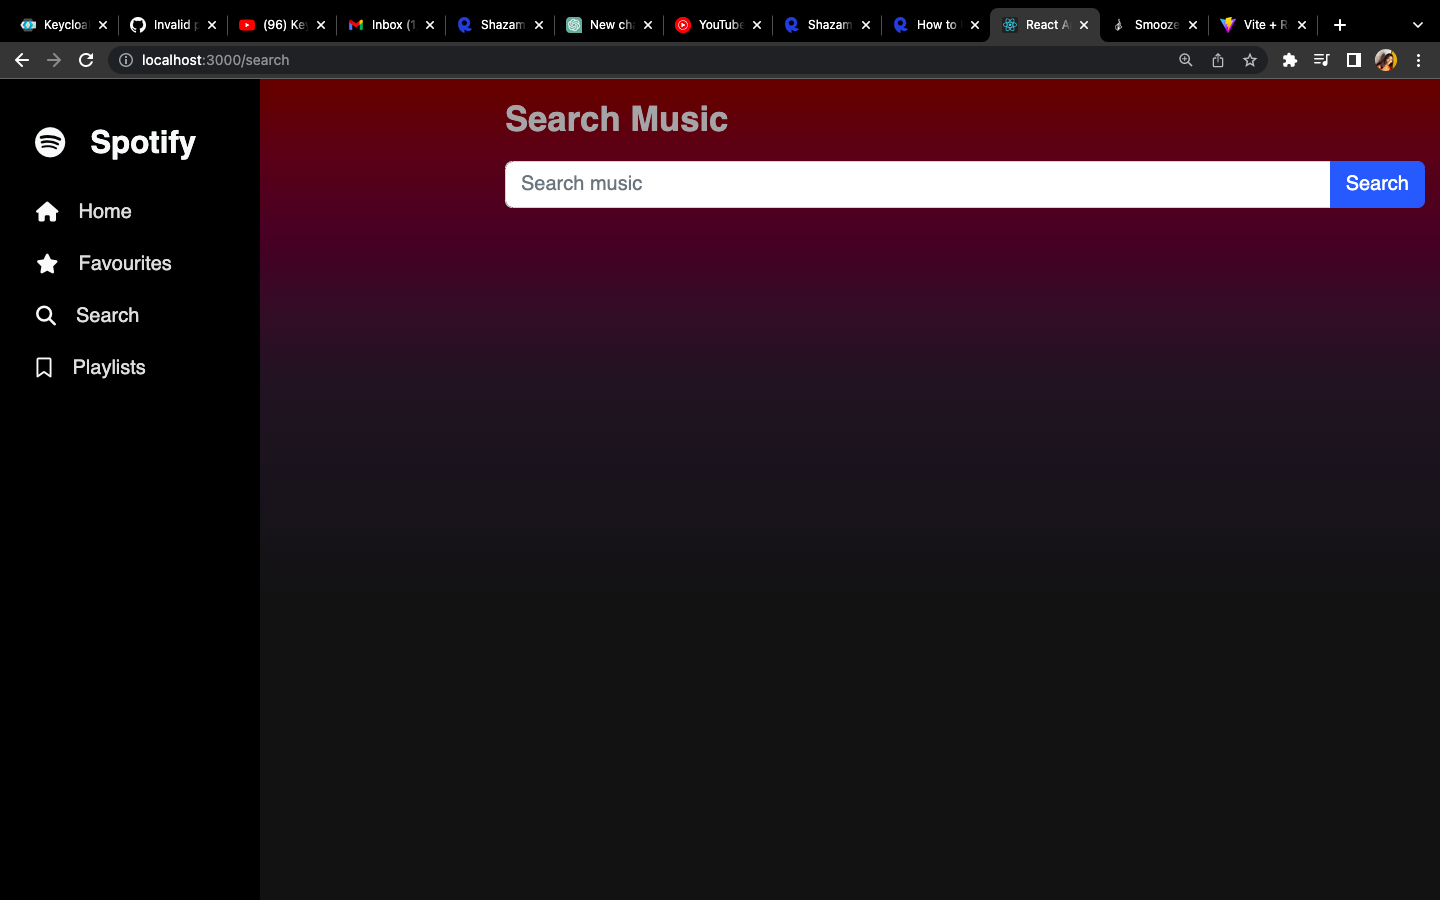 Keycloa Invalid (96) Key Inbox (1 Shazam New ch YouTube Shazam How to React A Smooze Vite + R
localhost:3000/search
Spotify
Home
Favourites
Search
Playlists
Search Music
Search music Search